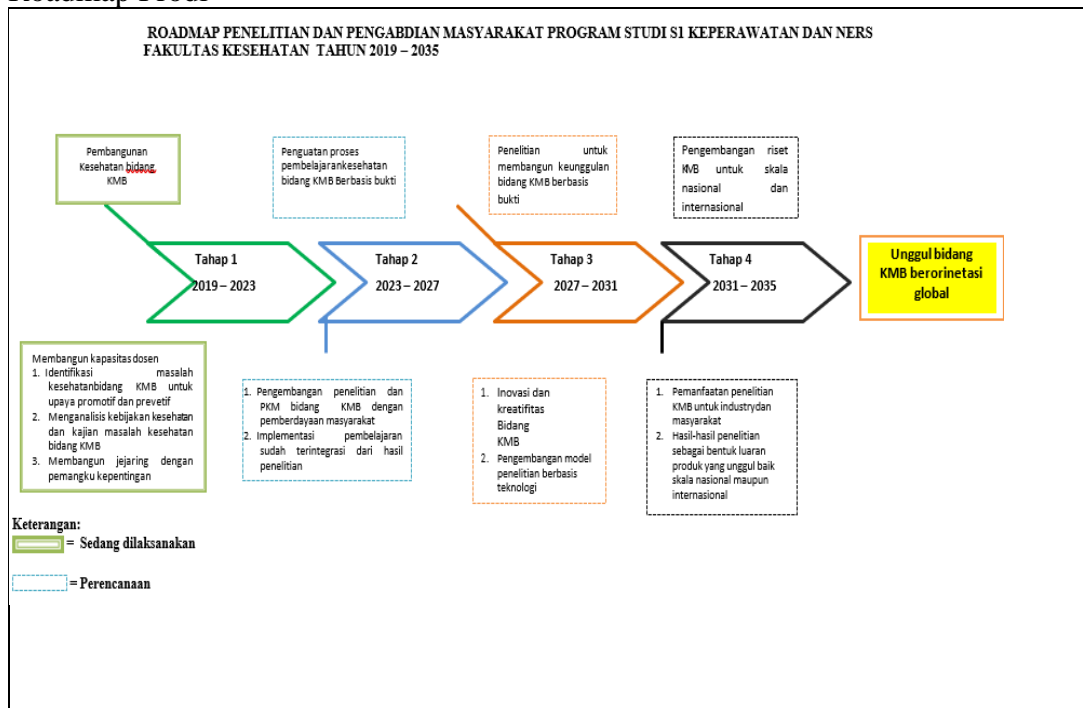 ROADMAP PENELITIAN DAN PENGABDIAN MASYARAKAT PROGRAM STUDI S1 KEPERAWATAN DAN NERS
FAKULTAS KESEHATAN TAHUN 2019 – 2035
Pembangunan
Kesehatan bidang
KMB
Penguatan proses
pembelajarankesehatan
bidang KMB Berbasis bukti
Penelitian untuk
membangun keunggulan
bidang KMB berbasis
bukti
Pengembangan riset
KMB untuk skala
nasional dan
internasional
Tahap 1
2019 – 2023
Tahap 2
2023 – 2027
Tahap 3
2027 – 2031
Tahap 4
2031 – 2035
Unggul bidang
KMB berorinetasi
global
Membangun kapasitas dosen
1. Identifikasi masalah
kesehatanbidang KMB untuk
upaya promotif dan prevetif
2. Menganalisis kebijakan kesehatan
dan kajian masalah kesehatan
bidang KMB
3. Membangun jejaring dengan
pemangku kepentingan
1. Pengembangan penelitian dan
PKM bidang KMB dengan
pemberdayaan masyarakat
2. Implementasi pembelajaran
sudah terintegrasi dari hasil
penelitian
1. Inovasi dan
kreatifitas
Bidang
KMB
2. Pengembangan model
penelitian berbasis
teknologi
1. Pemanfaatan penelitian
KMB untuk industrydan
masyarakat
2. Hasil-hasil penelitian
sebagai bentuk luaran
produk yang unggul baik
skala nasional maupun
internasional
Keterangan:
= Sedang dilaksanakan
= Perencanaan